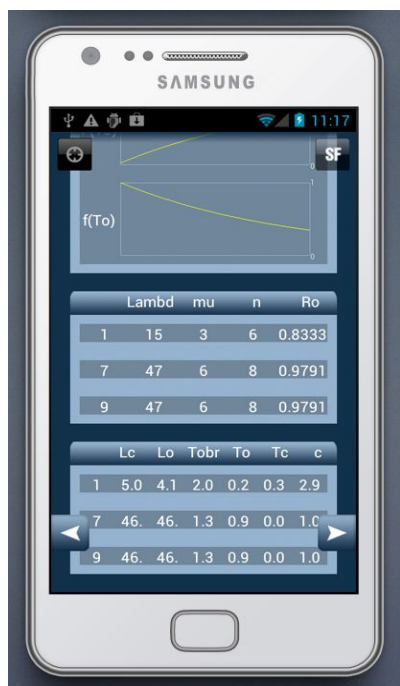 SAMSUNG
11:17
SF
0
1
f(To)
0
Lambd mu n Ro
1 15 3 6 0.8333
7 47 6 8 0.9791
9 47 6 8 0.9791
Lc Lo Tobr To Tc c
1 5.0 4.1 2.0 0.2 0.3 2.9
7 46. 46. 1.3 0.9 0.0 1.0
9 46. 46. 1.3 0.9 0.0 1.0